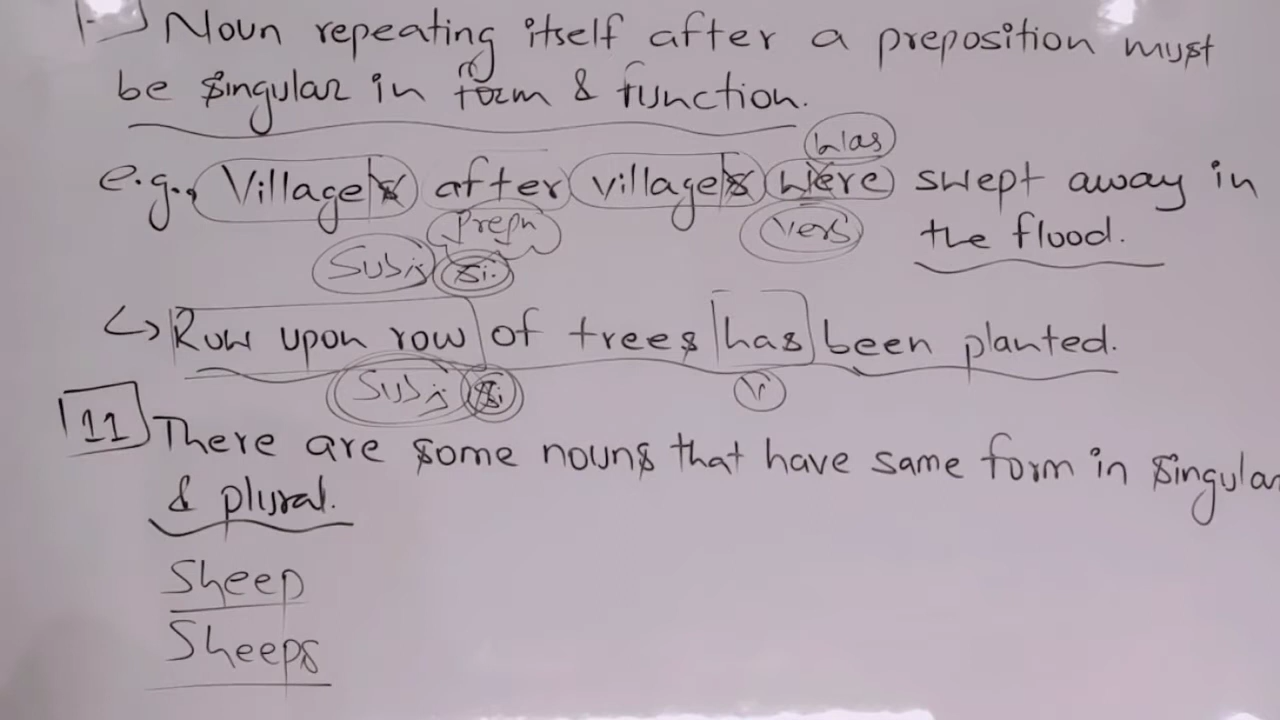 Noun repeating itself after a preposition must
be singular in form & function.
was
e.g., Villages after villages were swept away in
Prepn Verb the flood.
Subj Si.
↳ Row upon row of trees has been planted.
Subj Si V
11 There are some nouns that have same form in singular
& plural.
Sheep
Sheeps